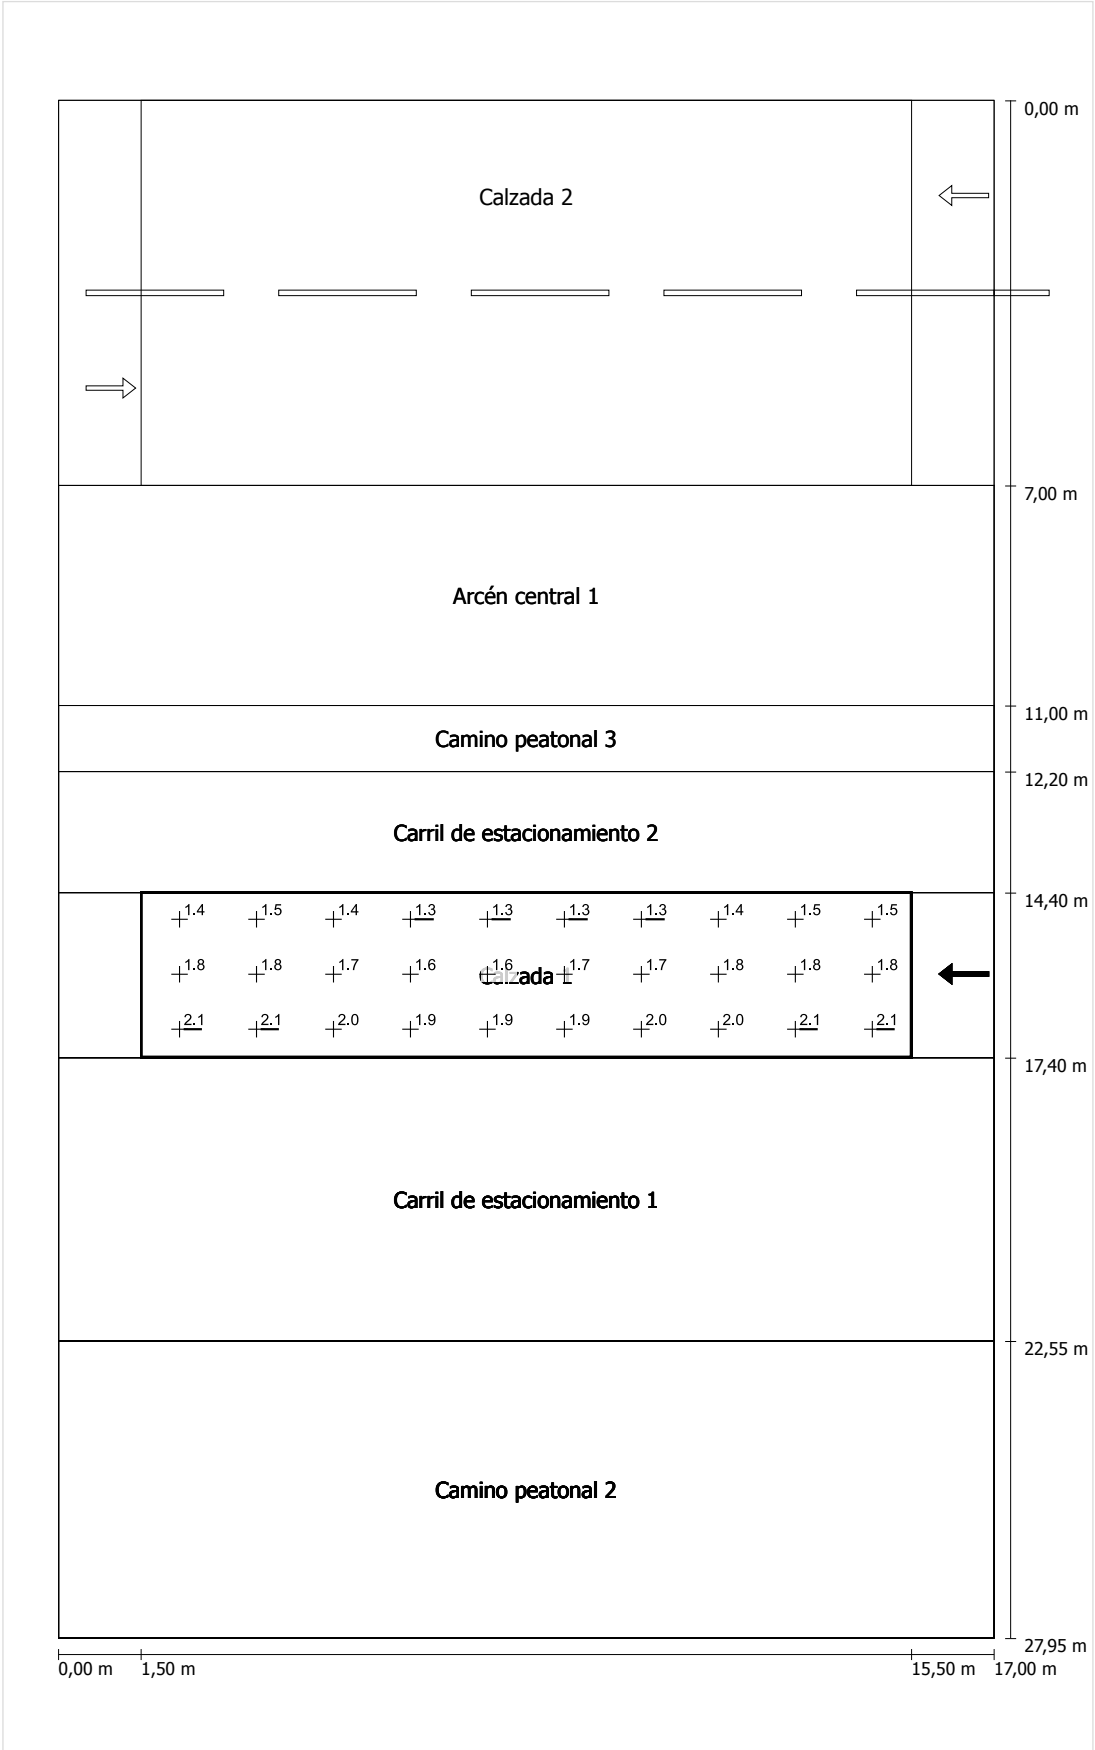 0,00 m
Calzada 2
7,00 m
Arcén central 1
11,00 m
Camino peatonal 3
12,20 m
Carril de estacionamiento 2
14,40 m
1.4 1.5 1.4 1.3 1.3 1.3 1.3 1.4 1.5 1.5
1.8 1.8 1.7 1.6 1.6 1.7 1.7 1.8 1.8 1.8
Calzada 1
2.1 2.1 2.0 1.9 1.9 1.9 2.0 2.0 2.1 2.1
17,40 m
Carril de estacionamiento 1
22,55 m
Camino peatonal 2
27,95 m
0,00 m 1,50 m 15,50 m 17,00 m